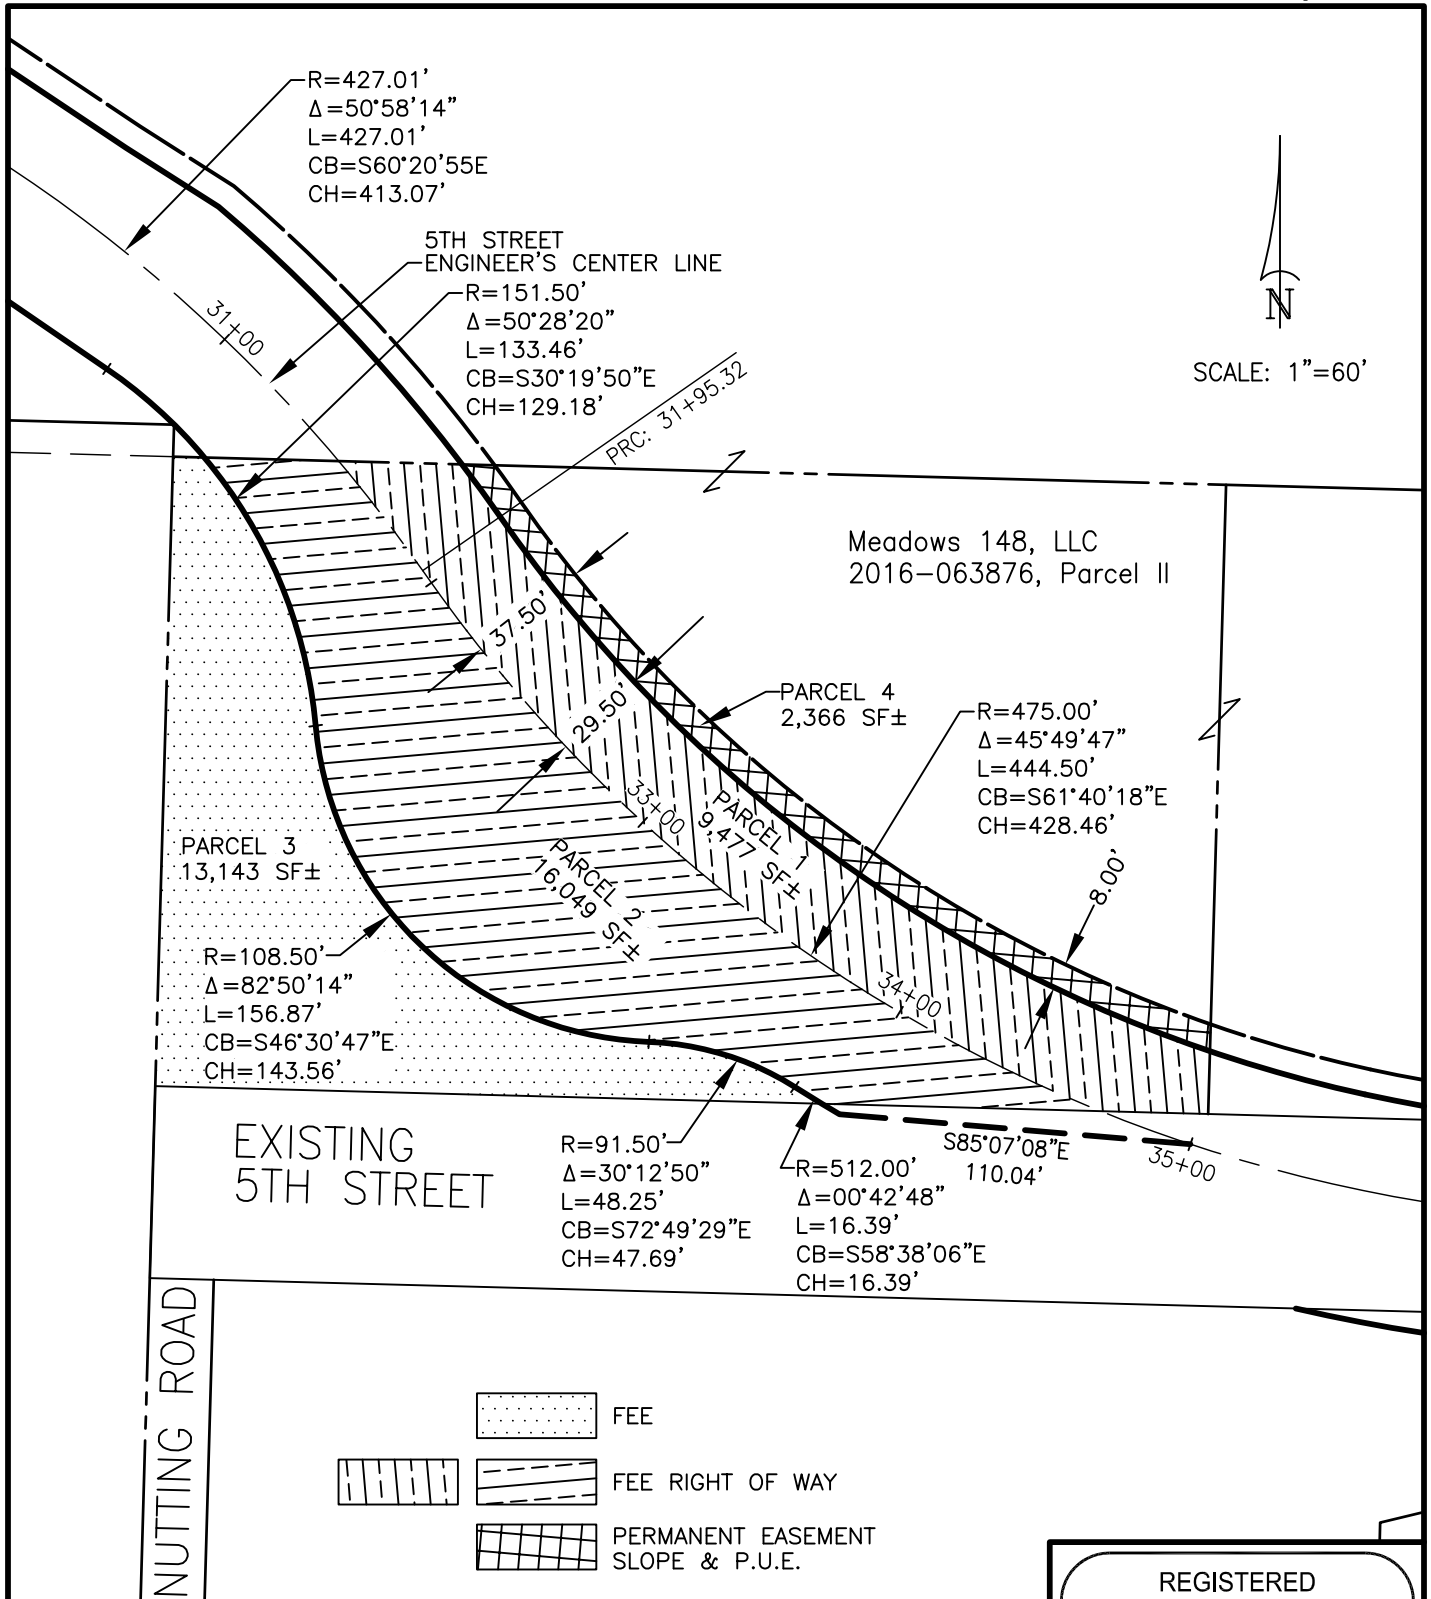 R=427.01'
Δ=50°58'14"
L=427.01'
CB=S60°20'55E
CH=413.07'
5TH STREET
ENGINEER'S CENTER LINE
R=151.50'
Δ=50°28'20"
L=133.46'
CB=S30°19'50"E
CH=129.18'
31+00
PRC: 31+95.32
N
SCALE: 1"=60'
Meadows 148, LLC
2016-063876, Parcel II
37.50'
29.50'
PARCEL 4
2,366 SF±
R=475.00'
Δ=45°49'47"
L=444.50'
CB=S61°40'18"E
CH=428.46'
33+00
PARCEL 1
9,477 SF±
PARCEL 2
16,049 SF±
PARCEL 3
13,143 SF±
8.00'
34+00
R=108.50'
Δ=82°50'14"
L=156.87'
CB=S46°30'47"E
CH=143.56'
EXISTING
5TH STREET
R=91.50'
Δ=30°12'50"
L=48.25'
CB=S72°49'29"E
CH=47.69'
R=512.00'
Δ=00°42'48"
L=16.39'
CB=S58°38'06"E
CH=16.39'
S85°07'08"E
110.04'
35+00
NUTTING ROAD
FEE
FEE RIGHT OF WAY
PERMANENT EASEMENT
SLOPE & P.U.E.
REGISTERED